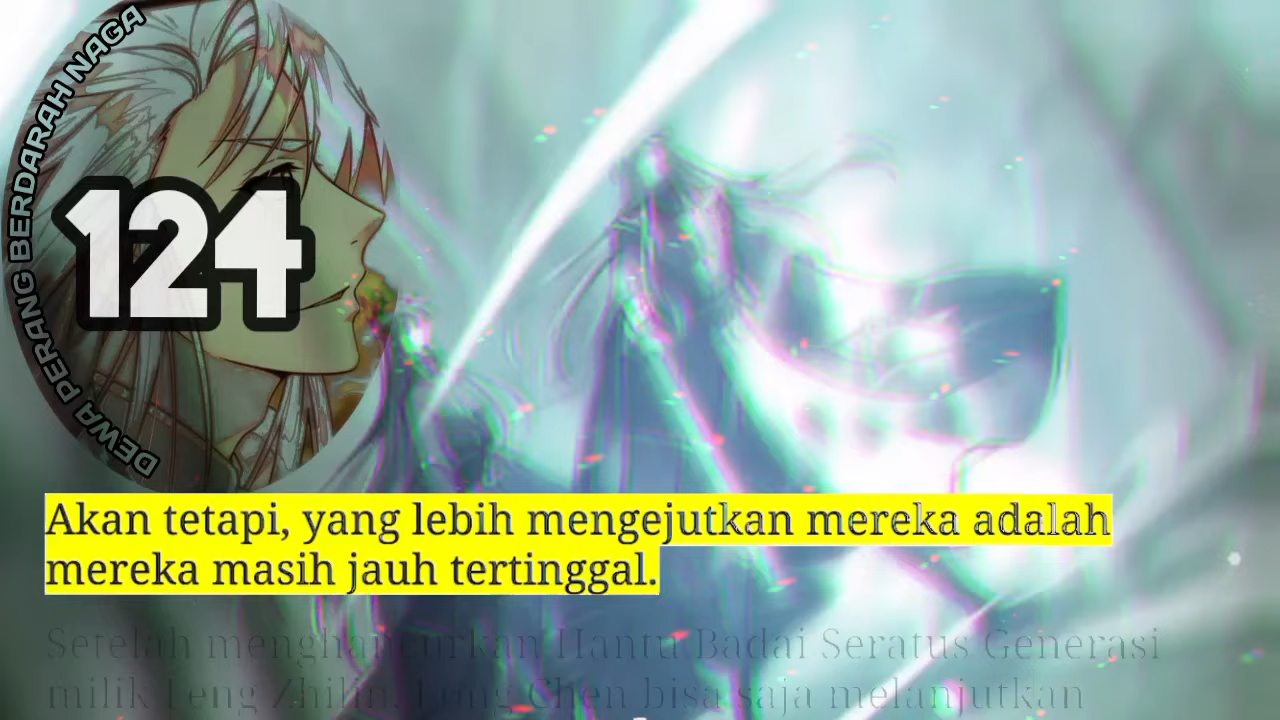 DEWA PERANG BERDARAH NAGA
124
Akan tetapi, yang lebih mengejutkan mereka adalah
mereka masih jauh tertinggal.
Setelah menghancurkan Hantu Badai Seratus Generasi
milik Leng Zhilin, Long Chen bisa saja melanjutkan